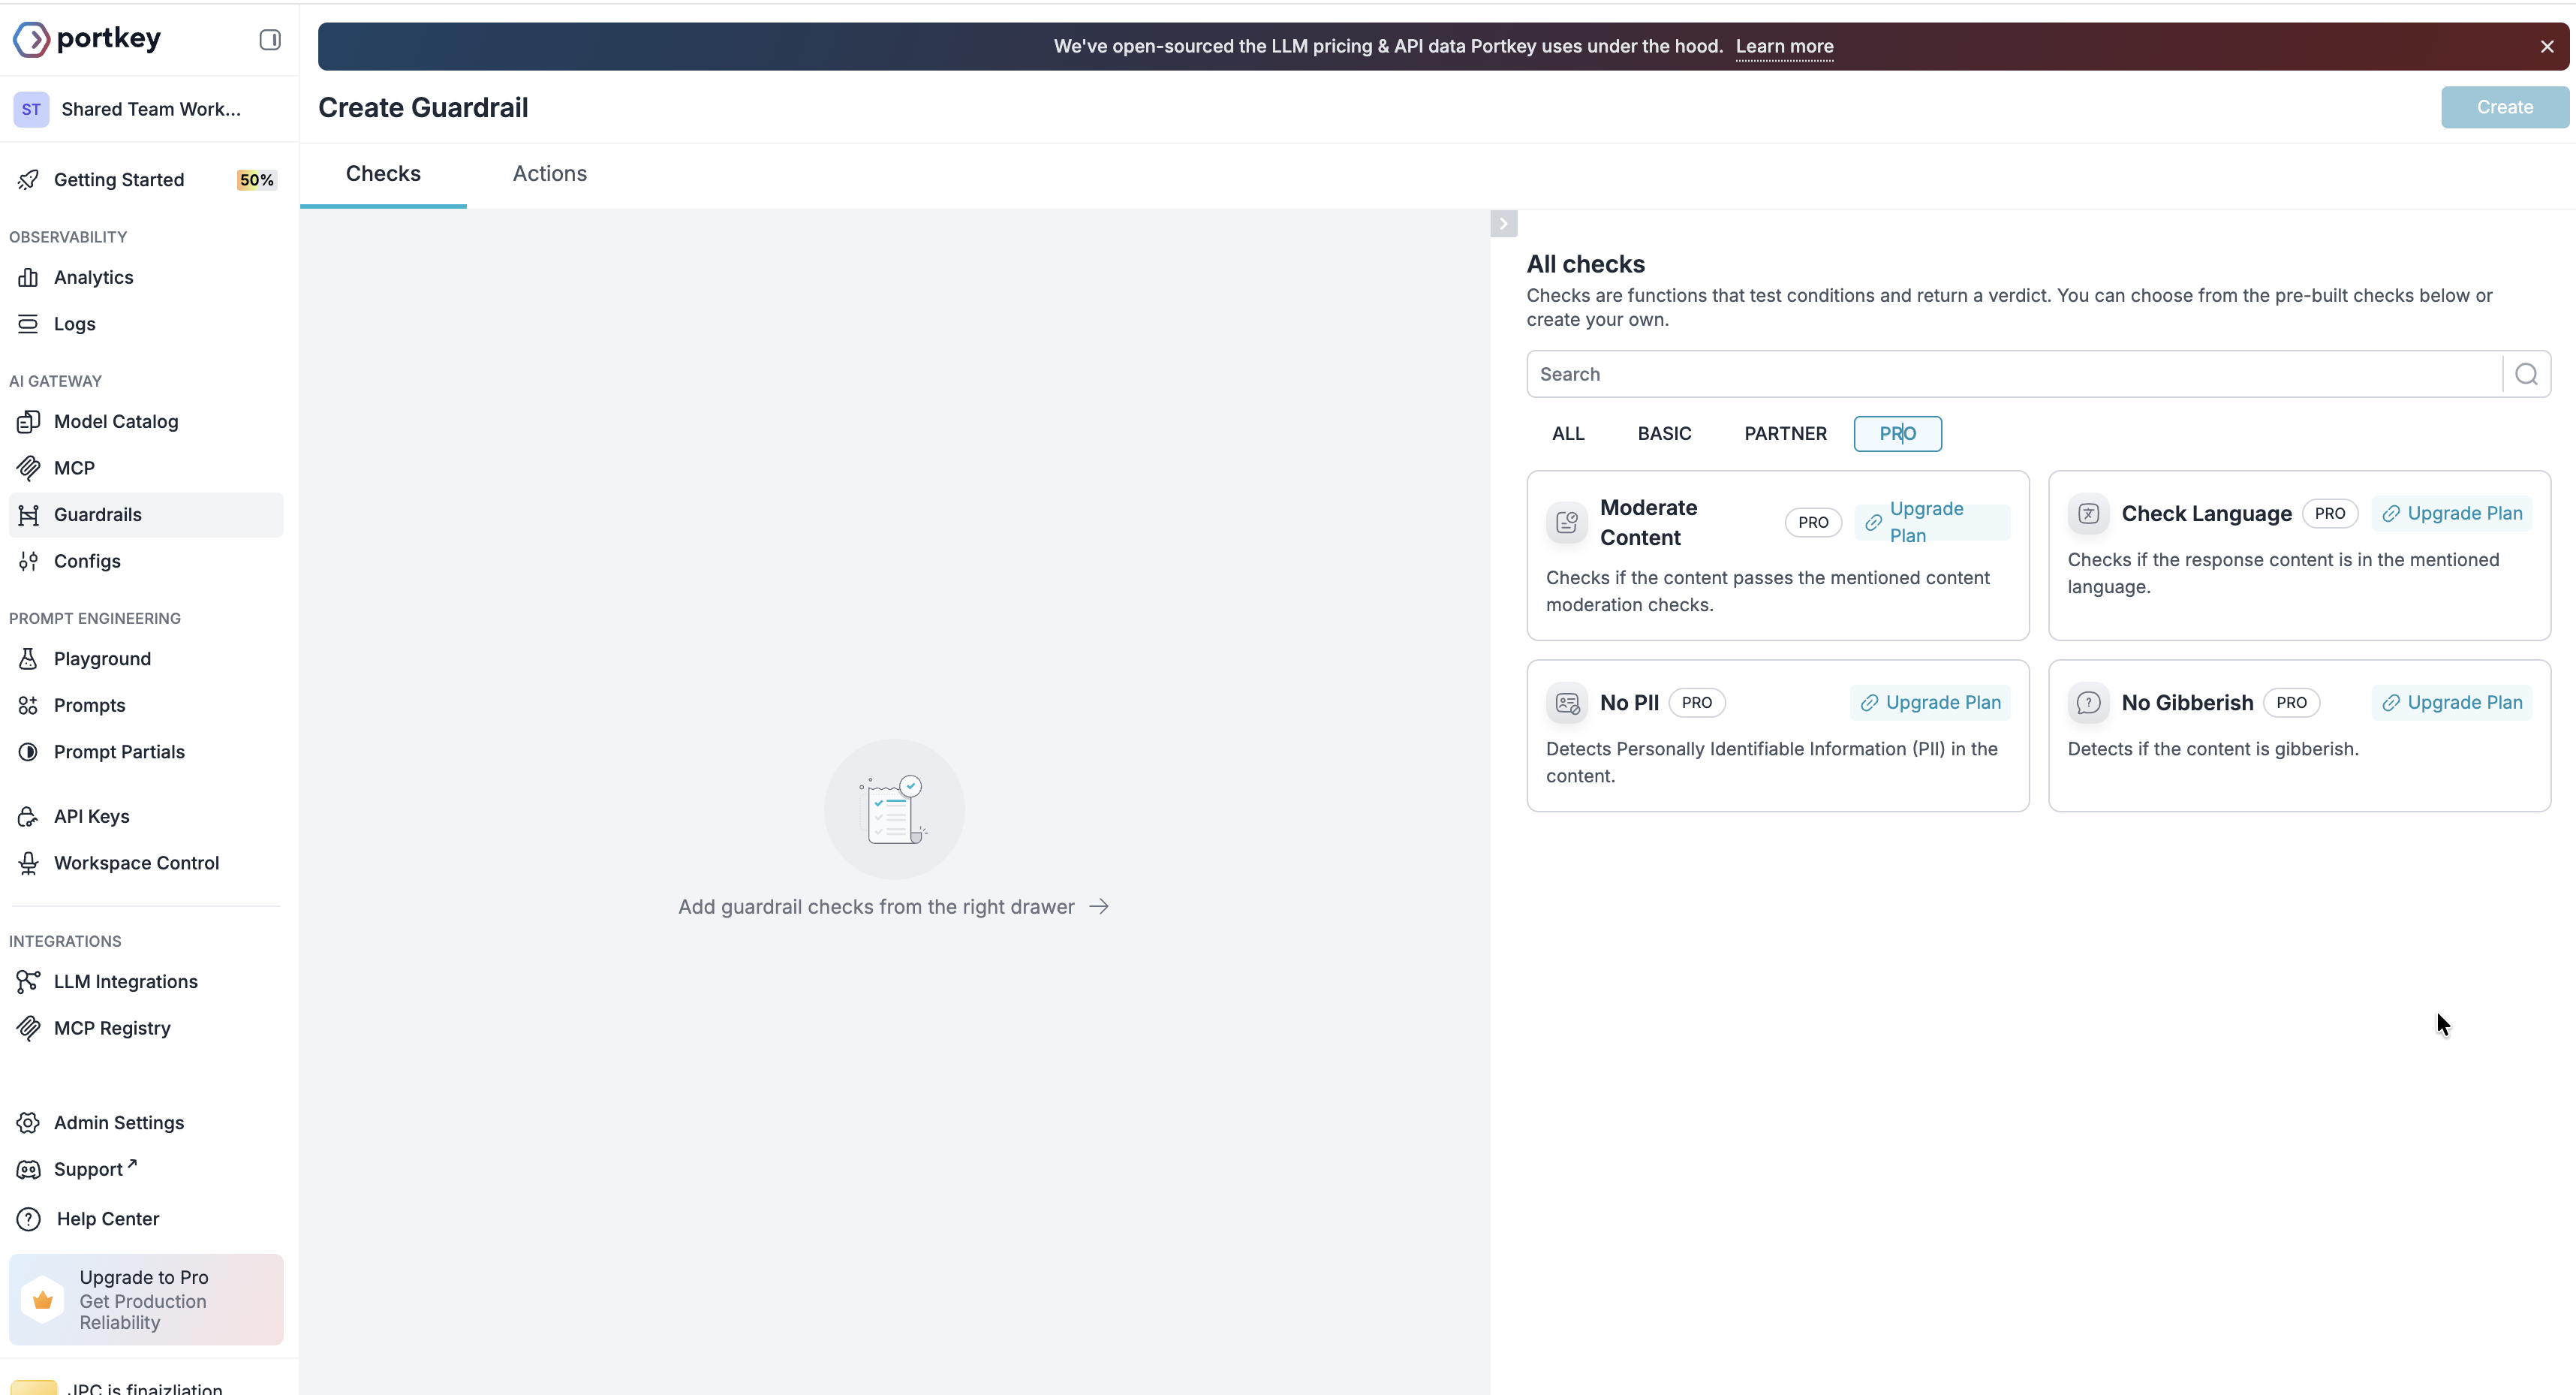 portkey
ST Shared Team Work...
Getting Started 50%
OBSERVABILITY
Analytics
Logs
AI GATEWAY
Model Catalog
MCP
Guardrails
Configs
PROMPT ENGINEERING
Playground
Prompts
Prompt Partials
API Keys
Workspace Control
INTEGRATIONS
LLM Integrations
MCP Registry
Admin Settings
Support
Help Center
Upgrade to Pro
Get Production
Reliability
JPC is finaizliation
We've open-sourced the LLM pricing & API data Portkey uses under the hood. Learn more
Create Guardrail
Create
Checks
Actions
Add guardrail checks from the right drawer
All checks
Checks are functions that test conditions and return a verdict. You can choose from the pre-built checks below or
create your own.
Search
ALL BASIC PARTNER PRO
Moderate
Content
PRO
Upgrade
Plan
Checks if the content passes the mentioned content
moderation checks.
Check Language PRO Upgrade Plan
Checks if the response content is in the mentioned
language.
No PII PRO Upgrade Plan
Detects Personally Identifiable Information (PII) in the
content.
No Gibberish PRO Upgrade Plan
Detects if the content is gibberish.